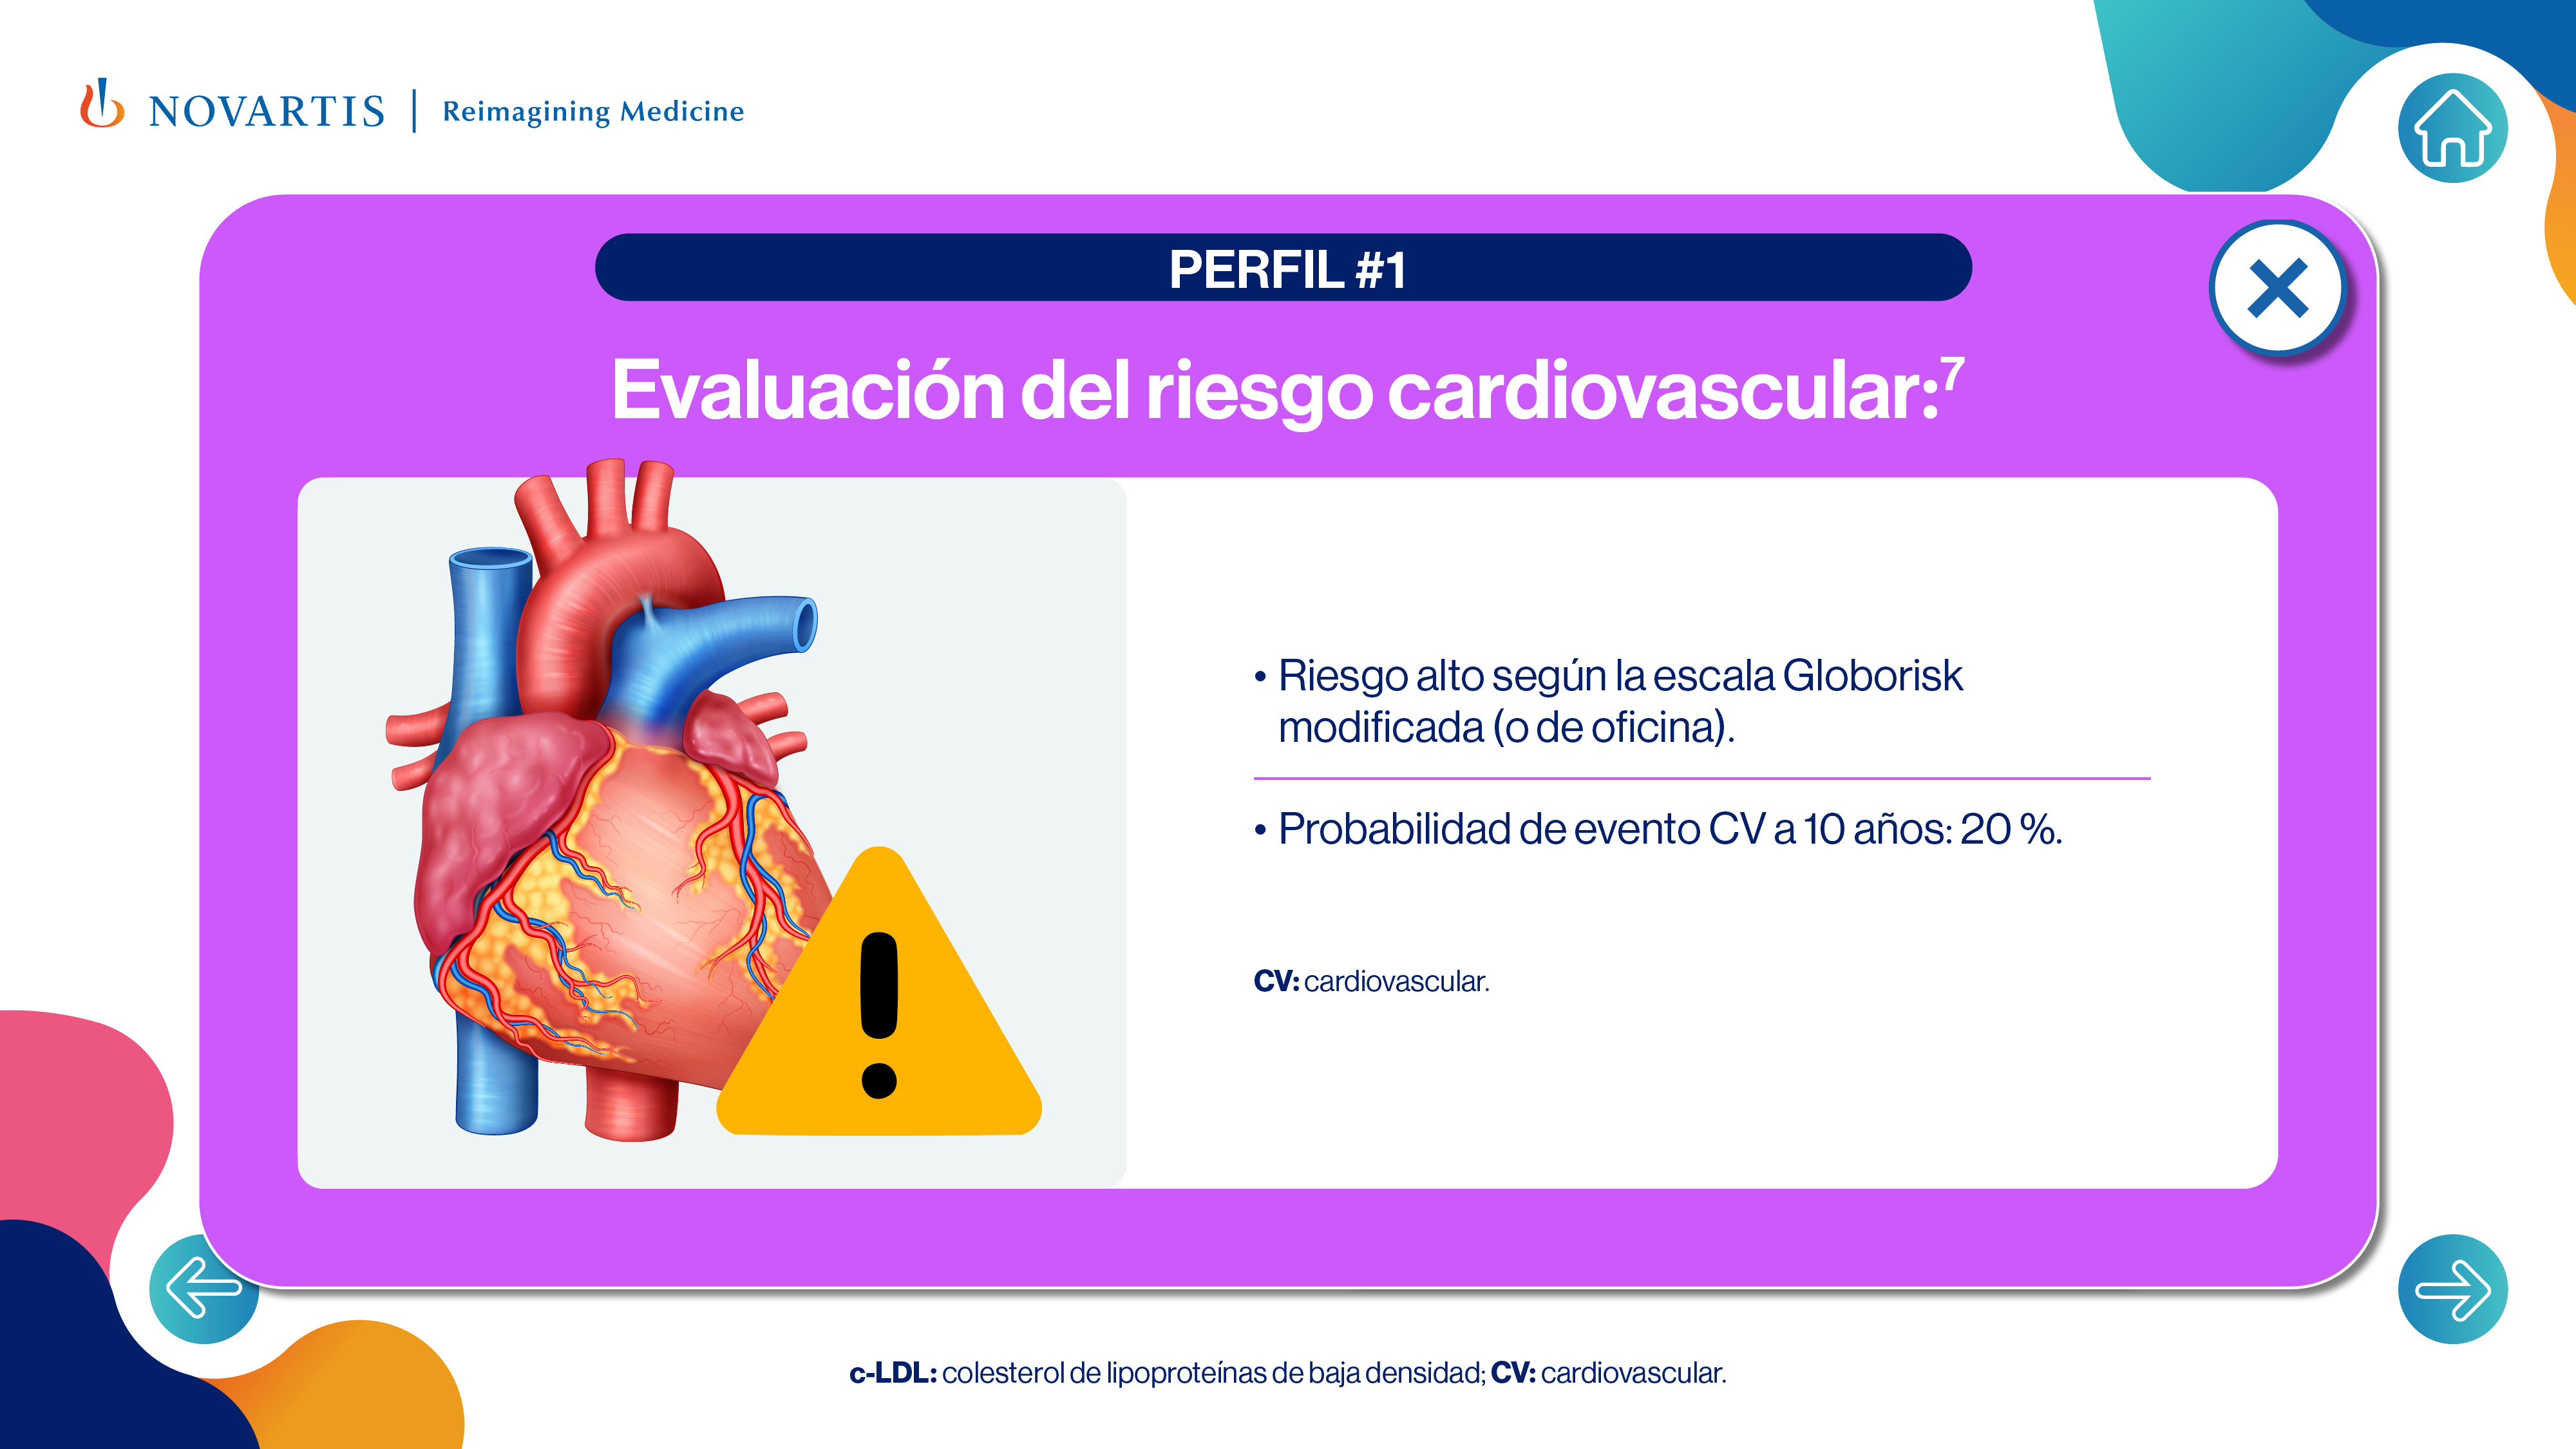 NOVARTIS | Reimagining Medicine
PERFIL #1
Evaluación del riesgo cardiovascular:⁷
• Riesgo alto según la escala Globorisk
modificada (o de oficina).
• Probabilidad de evento CV a 10 años: 20 %.
CV: cardiovascular.
c-LDL: colesterol de lipoproteínas de baja densidad; CV: cardiovascular.